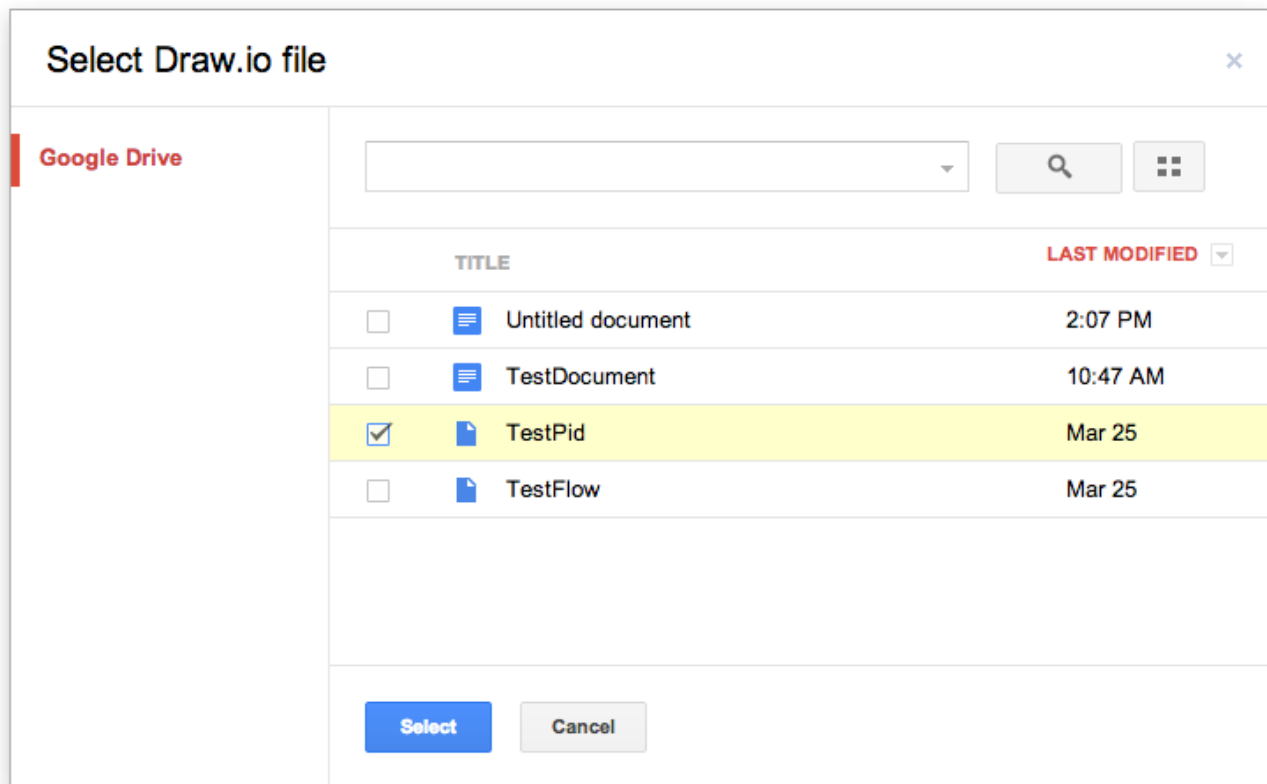 Select Draw.io file
Google Drive
TITLE LAST MODIFIED
Untitled document 2:07 PM
TestDocument 10:47 AM
TestPid Mar 25
TestFlow Mar 25
Select Cancel